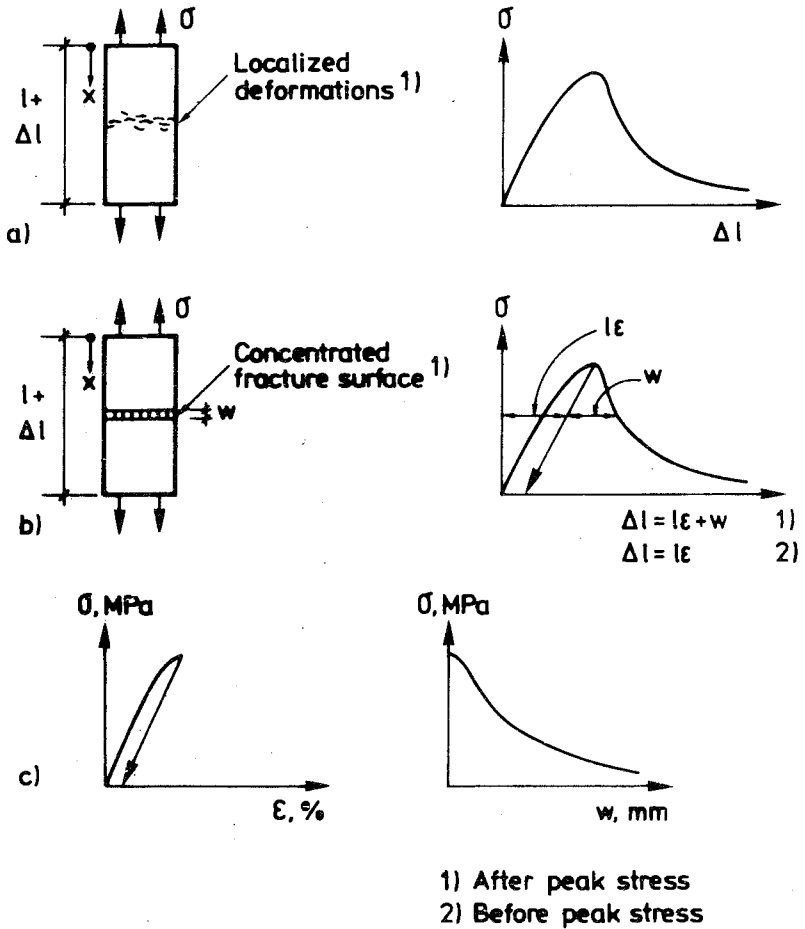 σ
σ
Localized
deformations 1)
x
l+
Δl
a)
Δl
σ
σ
lε
Concentrated
fracture surface 1)
w
x
l+
Δl
w
b)
Δl = lε + w 1)
Δl = lε 2)
σ, MPa
σ, MPa
c)
ε, %
w, mm
1) After peak stress
2) Before peak stress